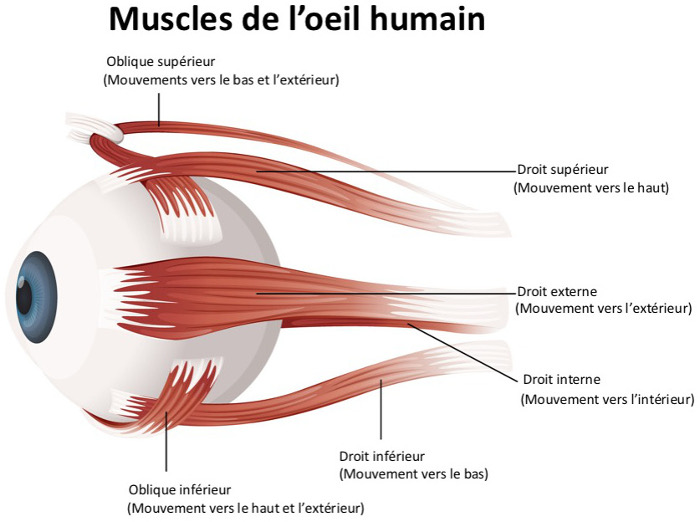 Muscles de l’oeil humain
Oblique supérieur
(Mouvements vers le bas et l’extérieur)
Droit supérieur
(Mouvement vers le haut)
Droit externe
(Mouvement vers l’extérieur)
Droit interne
(Mouvement vers l’intérieur)
Droit inférieur
(Mouvement vers le bas)
Oblique inférieur
(Mouvement vers le haut et l’extérieur)